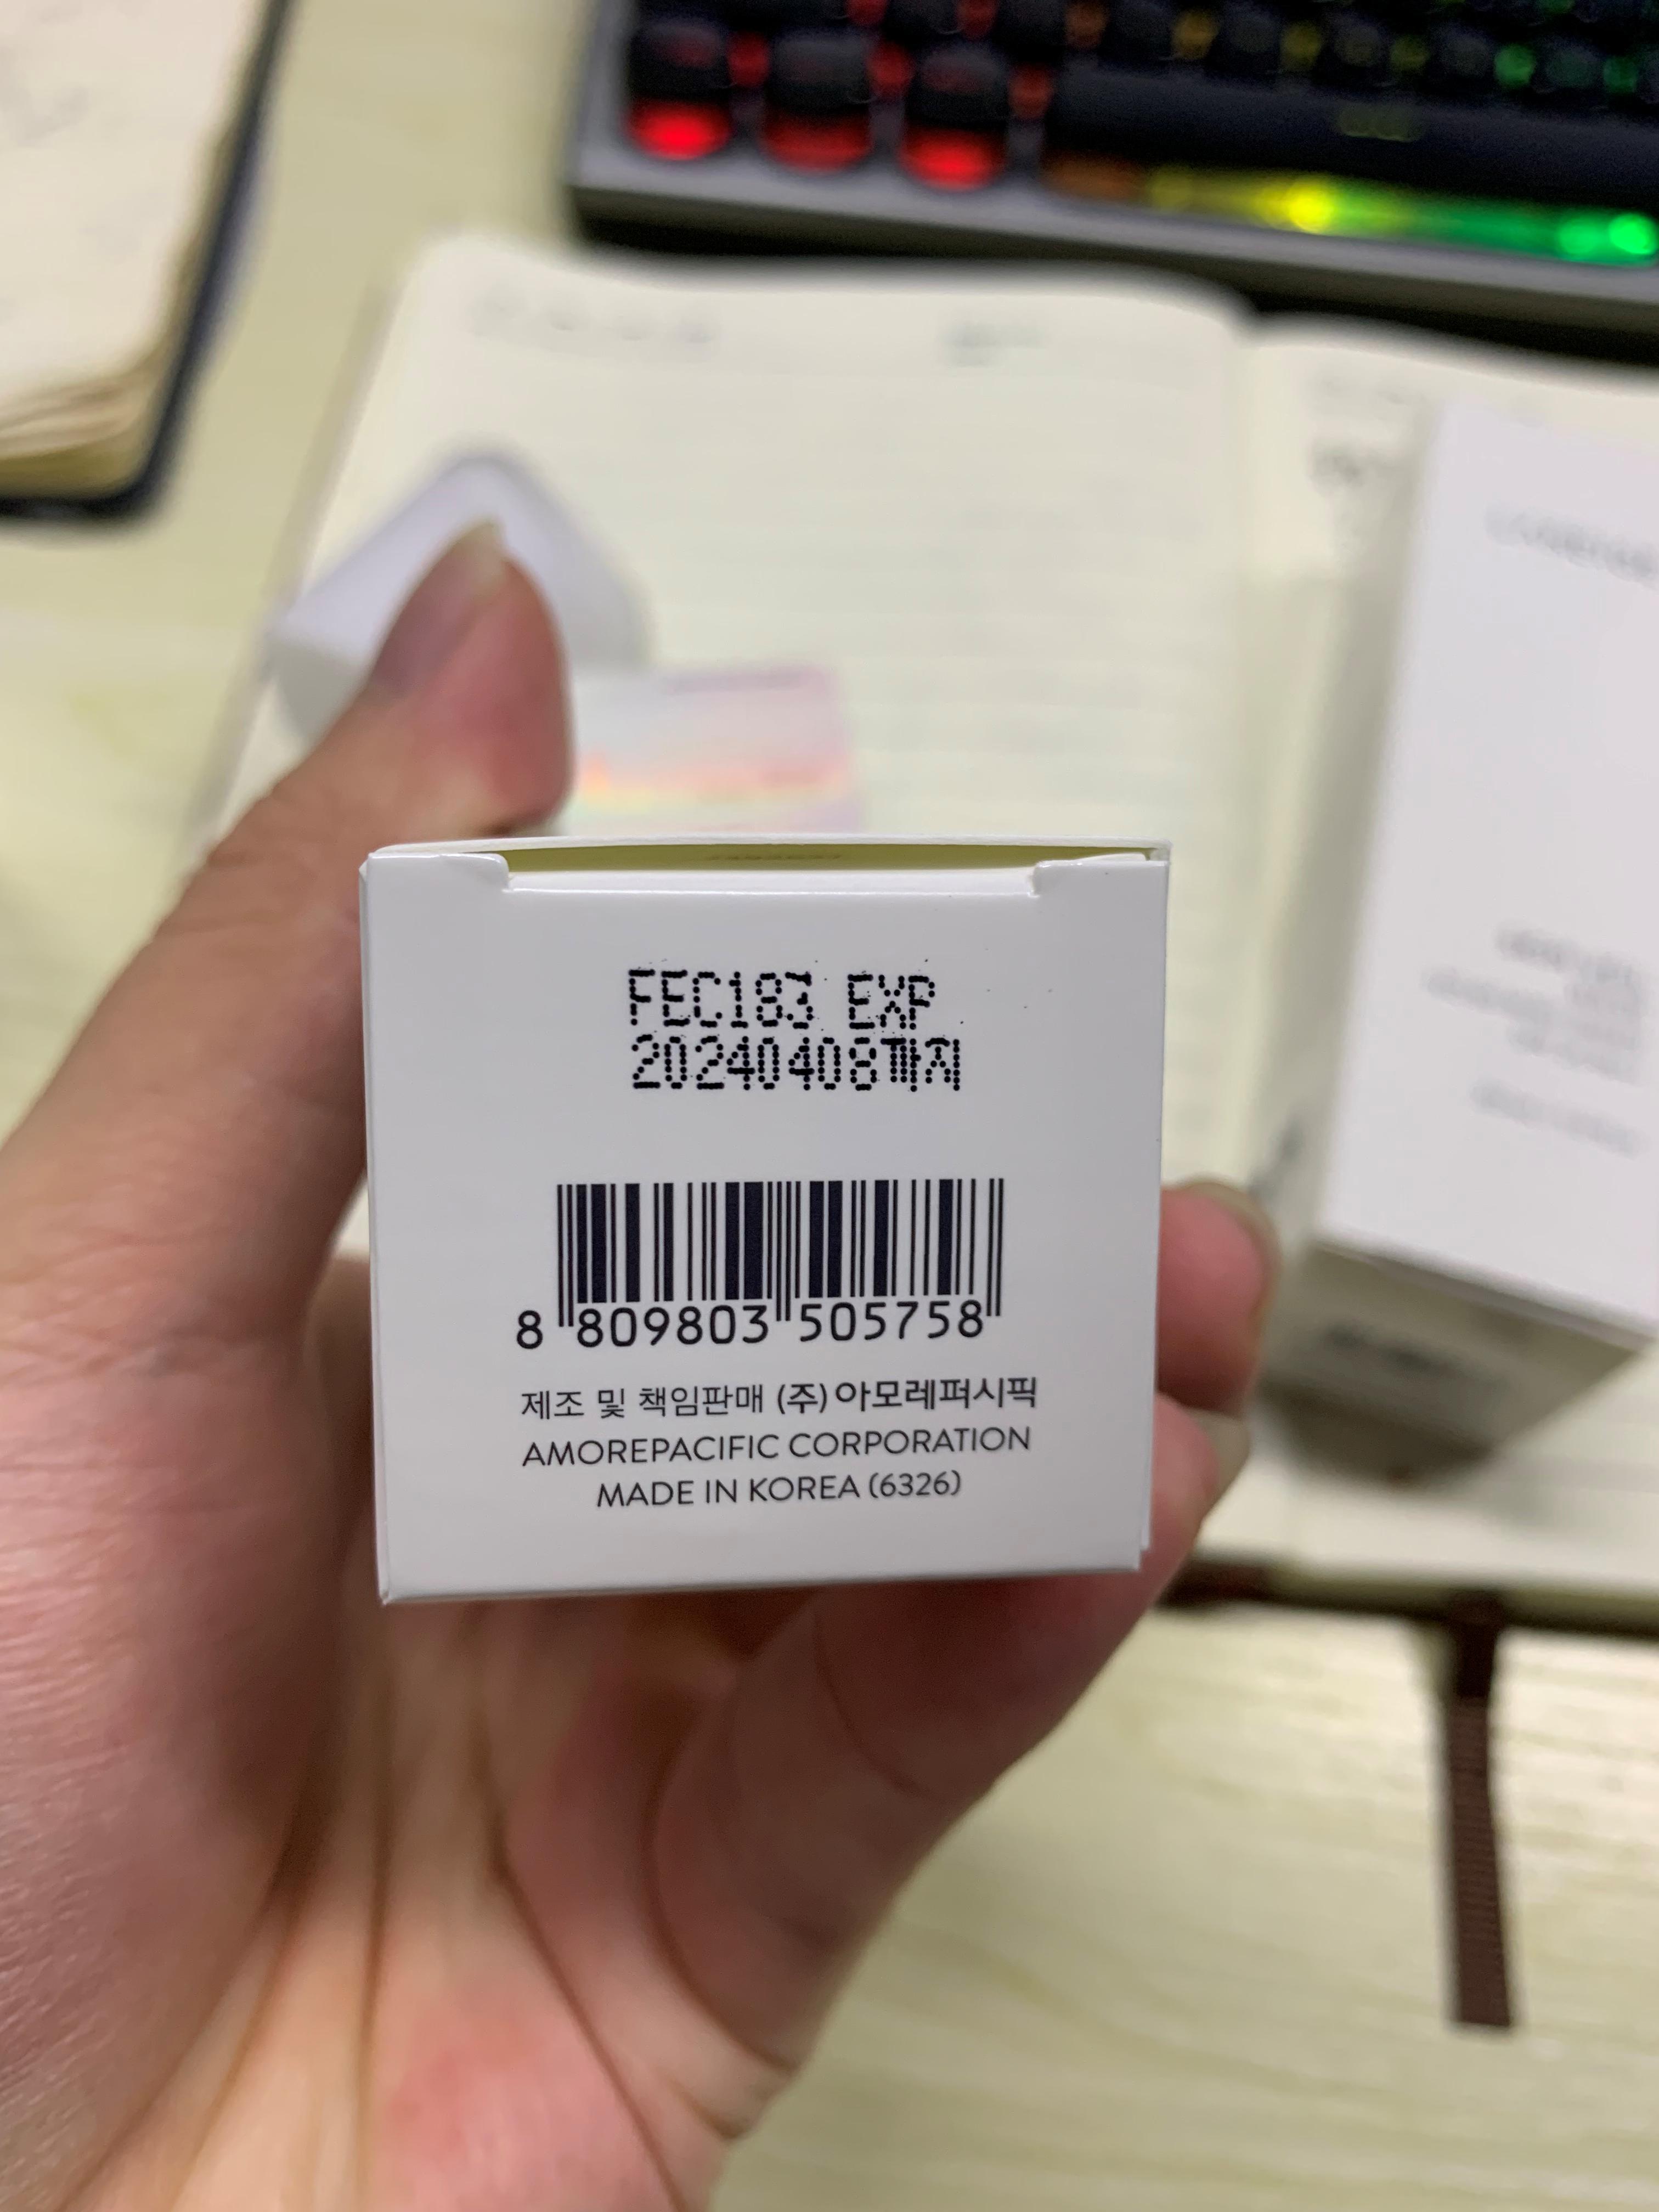 FEC183 EXP
20240408까지
8 809803 505758
제조 및 책임판매 (주)아모레퍼시픽
AMOREPACIFIC CORPORATION
MADE IN KOREA (6326)